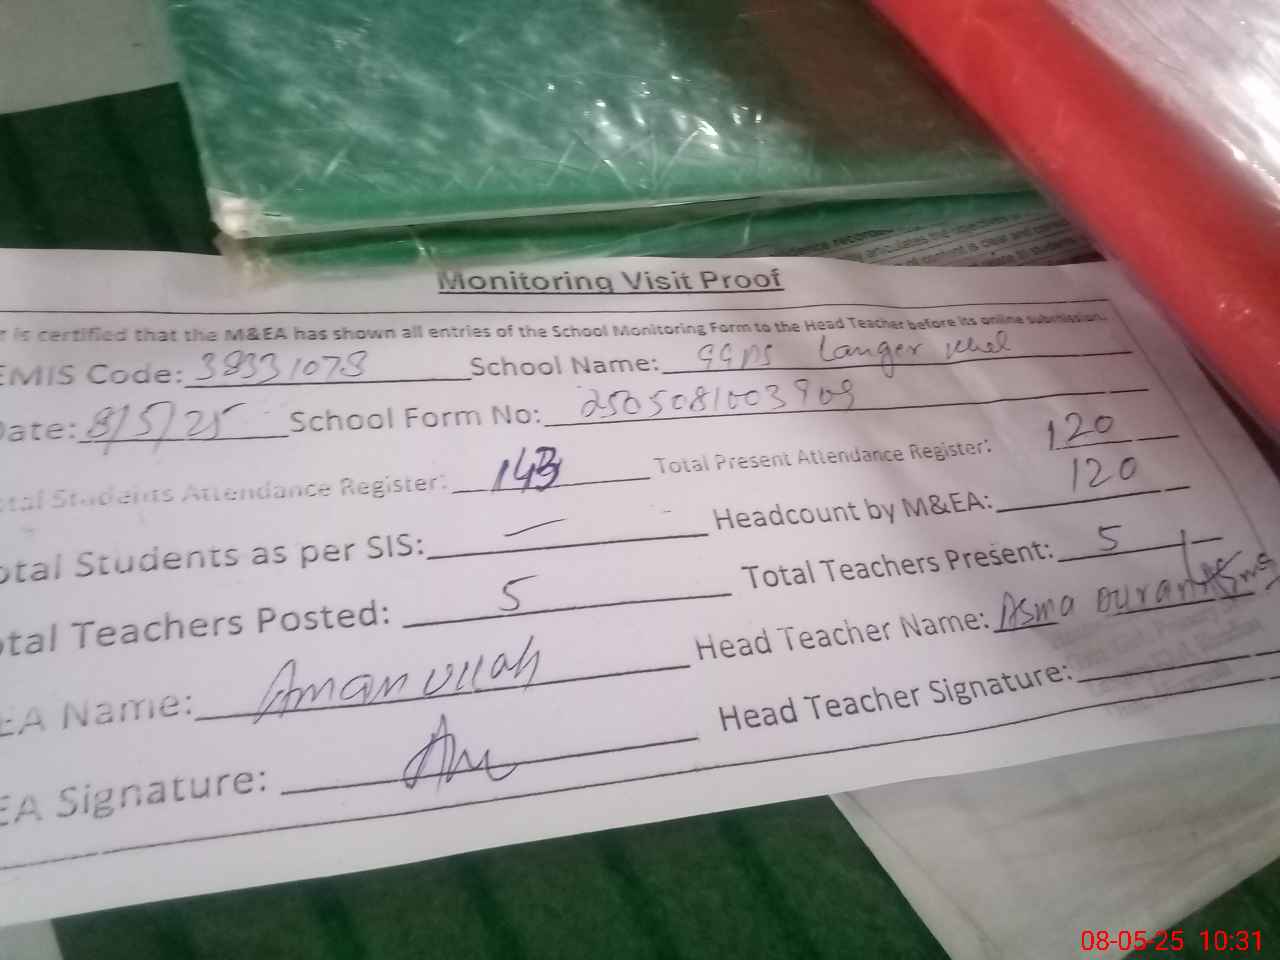 Monitoring Visit Proof
is certified that the M&EA has shown all entries of the School Monitoring Form to the Head Teacher before its online submission.
EMIS Code: 38331078 School Name: GGPS Langer khel
Date: 8/5/25 School Form No: 2505081003909
Total Students Attendance Register: 143 Total Present Attendance Register: 120
Total Students as per SIS: — Headcount by M&EA: 120
Total Teachers Posted: 5 Total Teachers Present: 5
EA Name: Aman ullah Head Teacher Name: Asma
EA Signature: Am Head Teacher Signature:
08-05-25 10:31